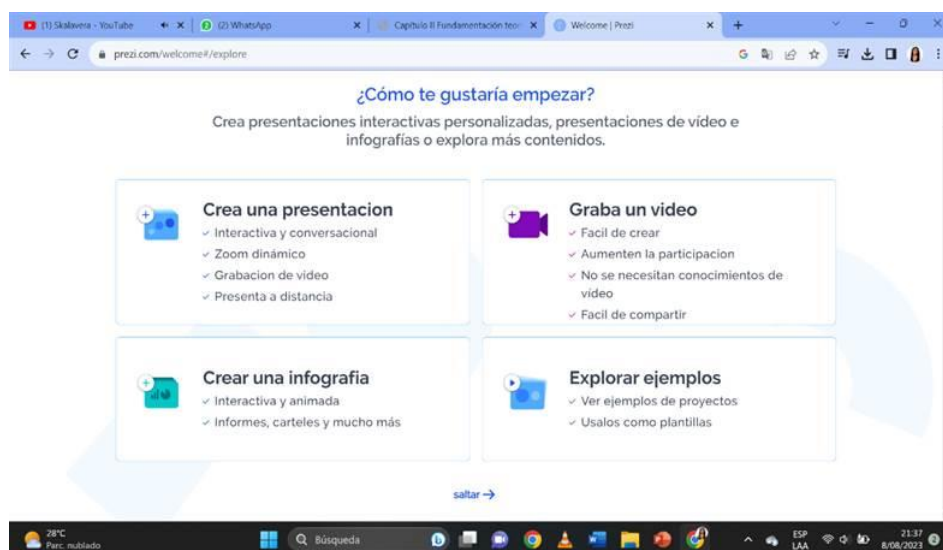 (1) Skalavera - YouTube
(2) WhatsApp
Capítulo II Fundamentación teor
Welcome | Prezi
prezi.com/welcome#/explore
¿Cómo te gustaría empezar?
Crea presentaciones interactivas personalizadas, presentaciones de vídeo e
infografías o explora más contenidos.
Crea una presentacion
Interactiva y conversacional
Zoom dinámico
Grabacion de video
Presenta a distancia
Graba un video
Facil de crear
Aumenten la participacion
No se necesitan conocimientos de
vídeo
Facil de compartir
Crear una infografia
Interactiva y animada
Informes, carteles y mucho más
Explorar ejemplos
Ver ejemplos de proyectos
Usalos como plantillas
saltar
28°C
Parc. nublado
Búsqueda
ESP
LAA
21:37
8/08/2023